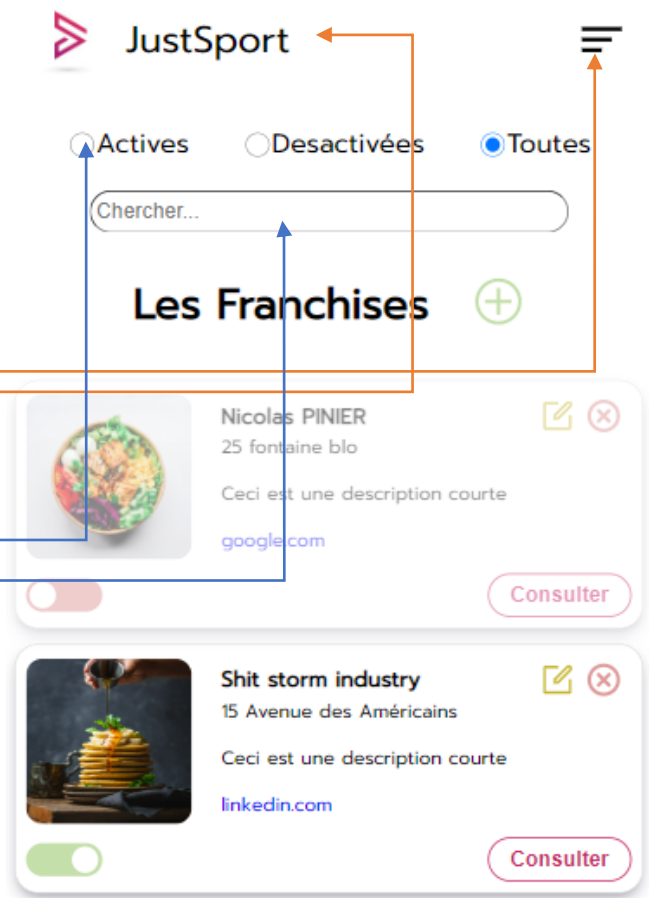 JustSport
Actives Desactivées Toutes
Chercher...
Les Franchises
Nicolas PINIER
25 fontaine blo
Ceci est une description courte
google.com
Consulter
Shit storm industry
15 Avenue des Américains
Ceci est une description courte
linkedin.com
Consulter